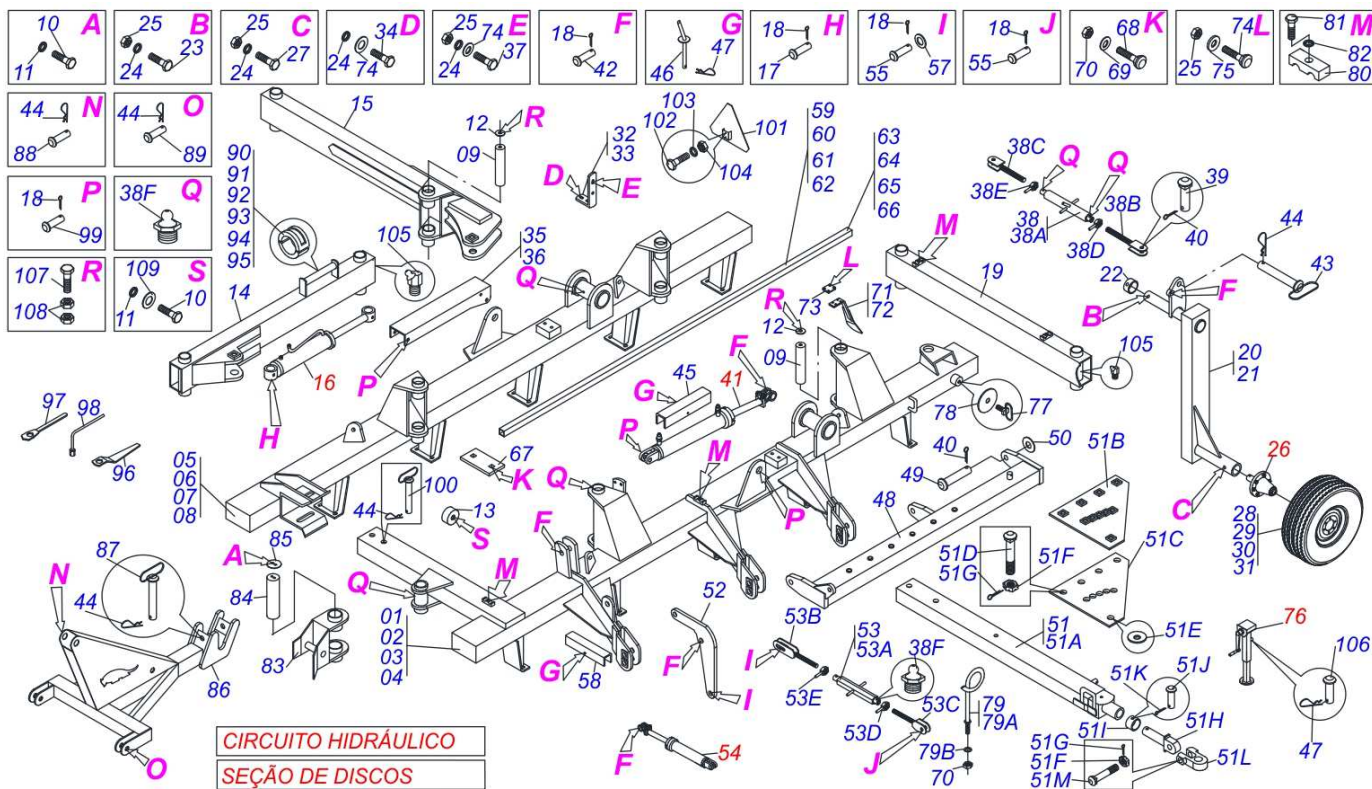 10 A
11
25 B
24 23
25 C
24 27
34 D
24 74
25 74 E
24 37
18 F
42
G
46 47
18 H
17
18 I
55 57
18 J
55
68 K
70 69
74 L
25 75
81 M
82
80
44 N
88
44 O
89
18 P
99
38F Q
107 R
108
109 S
11 10
15
12 R
09
103
102 101
104
32
33
D E
59
60
61
62
63
64
65
66
38C Q Q
38E 38B
38
38A 38D
39
40
44
43
22 F
B
90
91
92
93
94
95
14
105
35
36
Q
L
71
72
73
R
12
09
M
19
105
20
21
16
P
H
45
G
41
F
P
78 77
97 98
96
05
06
07
08
67
K
44 100
13
S
Q
M
P
40
49
50
48
51B
26
C
28
29
30
31
51D 51F
51G
51C
51E
A 85
84
87
N
44
83
86
O
Q
M
F
01
02
03
04
G 58
52
F I
53B
I
53E
53
53A
38F
53D 53C
J
51
51A
79
79A
79B
70
51K 51J
51I 51H
51G
51F
51M 51L
76
106
47
F 54
CIRCUITO HIDRÁULICO
SEÇÃO DE DISCOS